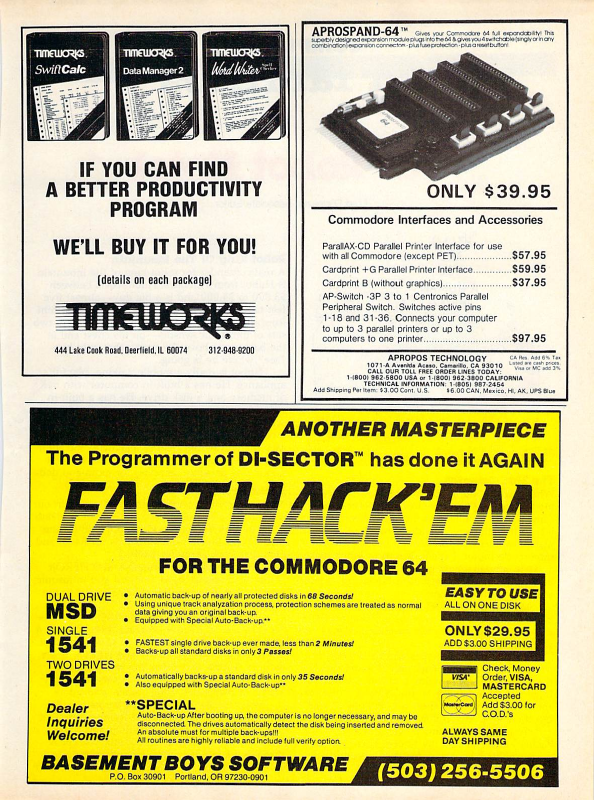 TIMEWORKS
SwiftCalc
TIMEWORKS
Data Manager 2
TIMEWORKS
Word Writer
IF YOU CAN FIND
A BETTER PRODUCTIVITY
PROGRAM
WE'LL BUY IT FOR YOU!
(details on each package)
TIMEWORKS®
444 Lake Cook Road, Deerfield, IL 60074 312-948-9200
APROSPAND-64™ Gives your Commodore 64 full expandability! This
superbly designed expansion module plugs into the 64 & gives you 4 switchable (singly or in any
combination) expansion connectors - plus fuse protection - plus a reset button!
64
ONLY $39.95
Commodore Interfaces and Accessories
ParallAX-CD Parallel Printer Interface for use
with all Commodore (except PET)....................$57.95
Cardprint +G Parallel Printer Interface..........$59.95
Cardprint B (without graphics)......................$37.95
AP-Switch -3P 3 to 1 Centronics Parallel
Peripheral Switch. Switches active pins
1-18 and 31-36. Connects your computer
to up to 3 parallel printers or up to 3
computers to one printer.......................$97.95
APROPOS TECHNOLOGY
1071-A Avenida Acaso, Camarillo, CA 93010
CALL OUR TOLL FREE ORDER LINES TODAY:
1-(800) 962-5800 USA or 1-(800) 962-3800 CALIFORNIA
TECHNICAL INFORMATION: 1-(805) 987-2454
Add Shipping Per Item: $3.00 Cont. U.S. $6.00 CAN, Mexico, HI, AK, UPS Blue
CA Res. Add 6% Tax
Listed are cash prices.
Visa or MC add 3%
ANOTHER MASTERPIECE
The Programmer of DI-SECTOR™ has done it AGAIN
FAST HACK'EM
FOR THE COMMODORE 64
DUAL DRIVE
MSD
• Automatic back-up of nearly all protected disks in 68 Seconds!
• Using unique track analyzation process, protection schemes are treated as normal
data giving you an original back-up.
• Equipped with Special Auto-Back-up.**
SINGLE
1541
• FASTEST single drive back-up ever made, less than 2 Minutes!
• Backs-up all standard disks in only 3 Passes!
TWO DRIVES
1541
• Automatically backs-up a standard disk in only 35 Seconds!
• Also equipped with Special Auto-Back-up**
Dealer
Inquiries
Welcome!
**SPECIAL
Auto-Back-up After booting up, the computer is no longer necessary, and may be
disconnected. The drives automatically detect the disk being inserted and removed.
An absolute must for multiple back-ups!!!
All routines are highly reliable and include full verify option.
EASY TO USE
ALL ON ONE DISK
ONLY $29.95
ADD $3.00 SHIPPING
VISA®
MasterCard
Check, Money
Order, VISA,
MASTERCARD
Accepted
Add $3.00 for
C.O.D.'s
ALWAYS SAME
DAY SHIPPING
BASEMENT BOYS SOFTWARE
P.O. Box 30901 Portland, OR 97230-0901
(503) 256-5506